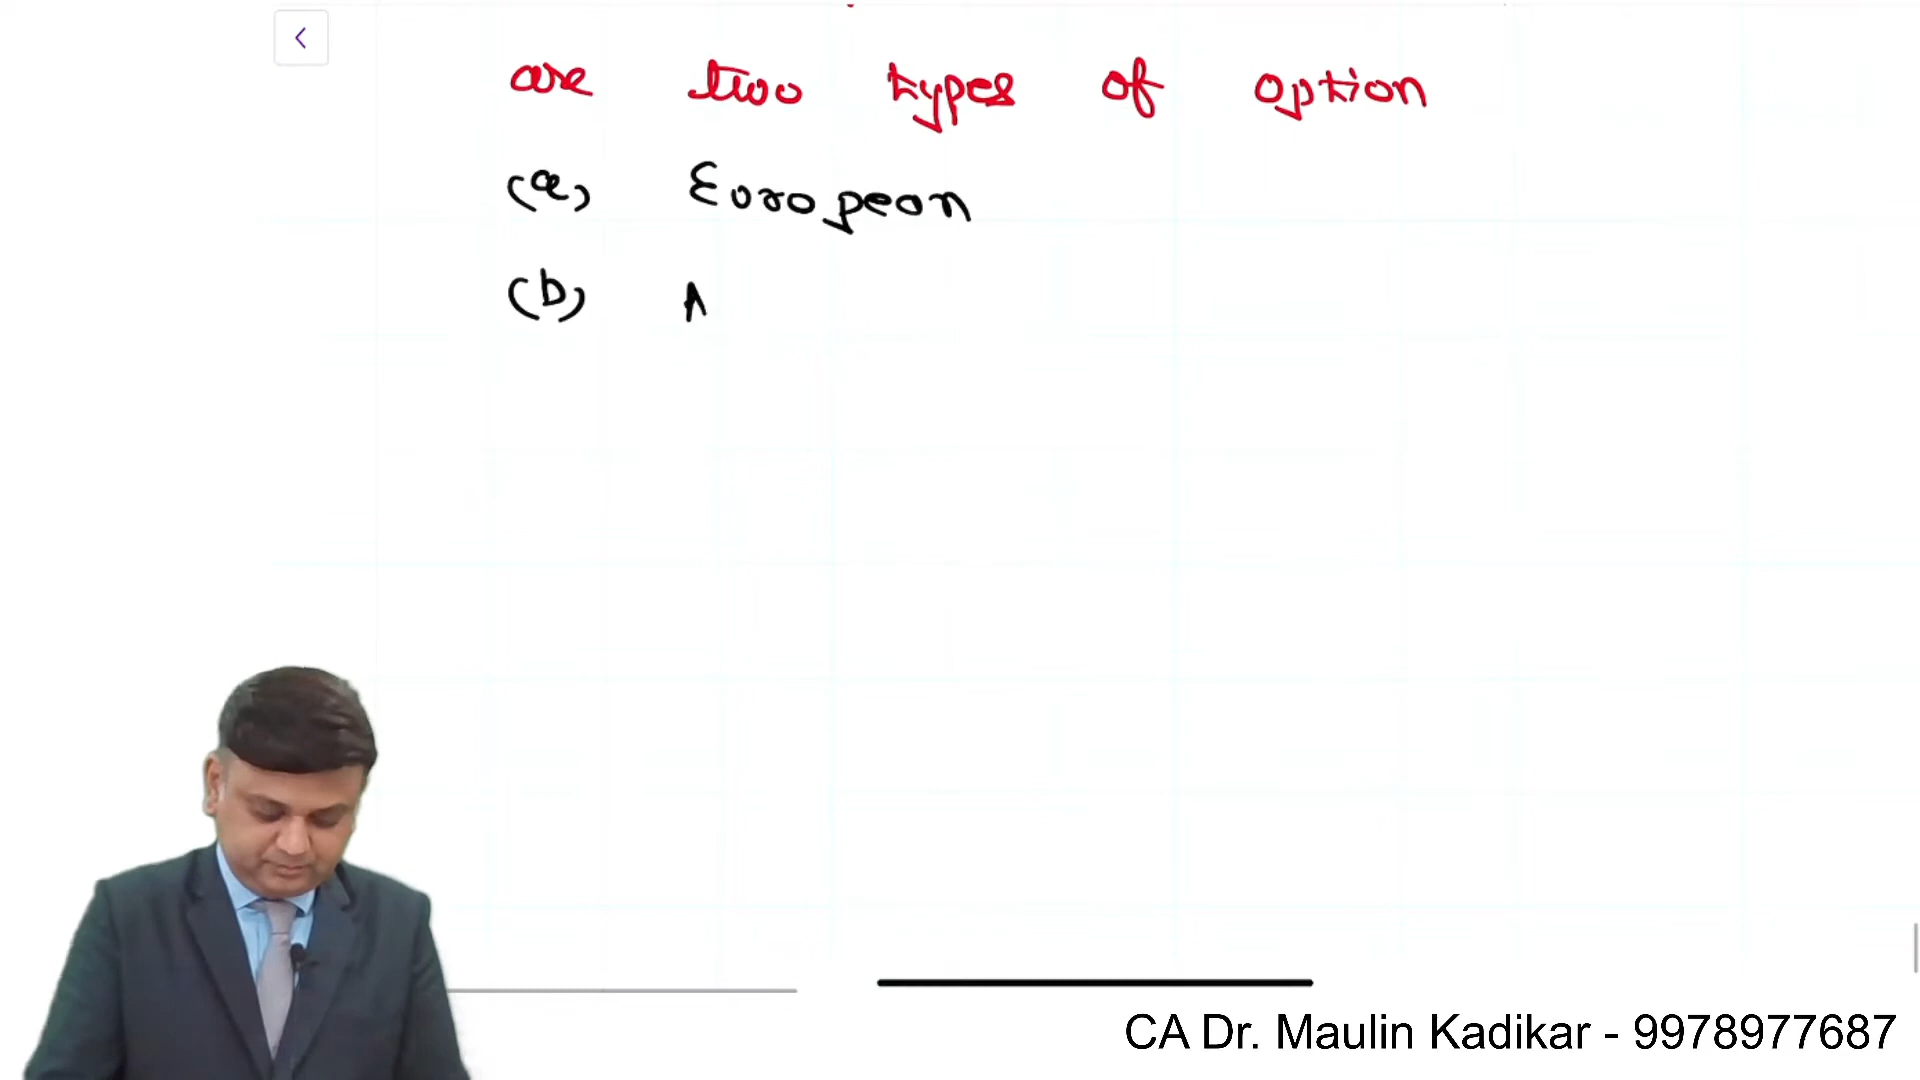 are two types of option
(a) European
(b) A
CA Dr. Maulin Kadikar - 9978977687